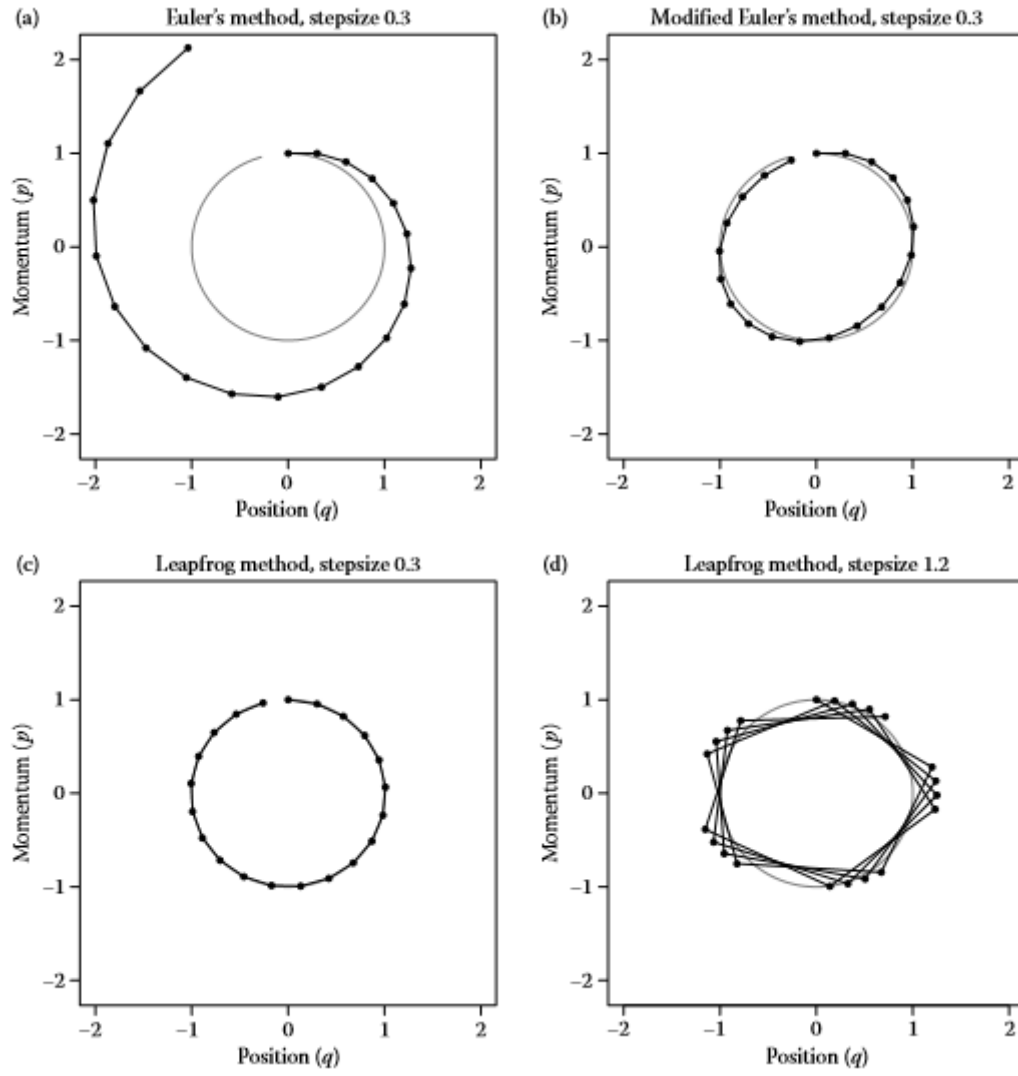 (a) Euler's method, stepsize 0.3
2
1
0
−1
−2
Momentum (p)
−2 −1 0 1 2
Position (q)
(b) Modified Euler's method, stepsize 0.3
2
1
0
−1
−2
Momentum (p)
−2 −1 0 1 2
Position (q)
(c) Leapfrog method, stepsize 0.3
2
1
0
−1
−2
Momentum (p)
−2 −1 0 1 2
Position (q)
(d) Leapfrog method, stepsize 1.2
2
1
0
−1
−2
Momentum (p)
−2 −1 0 1 2
Position (q)